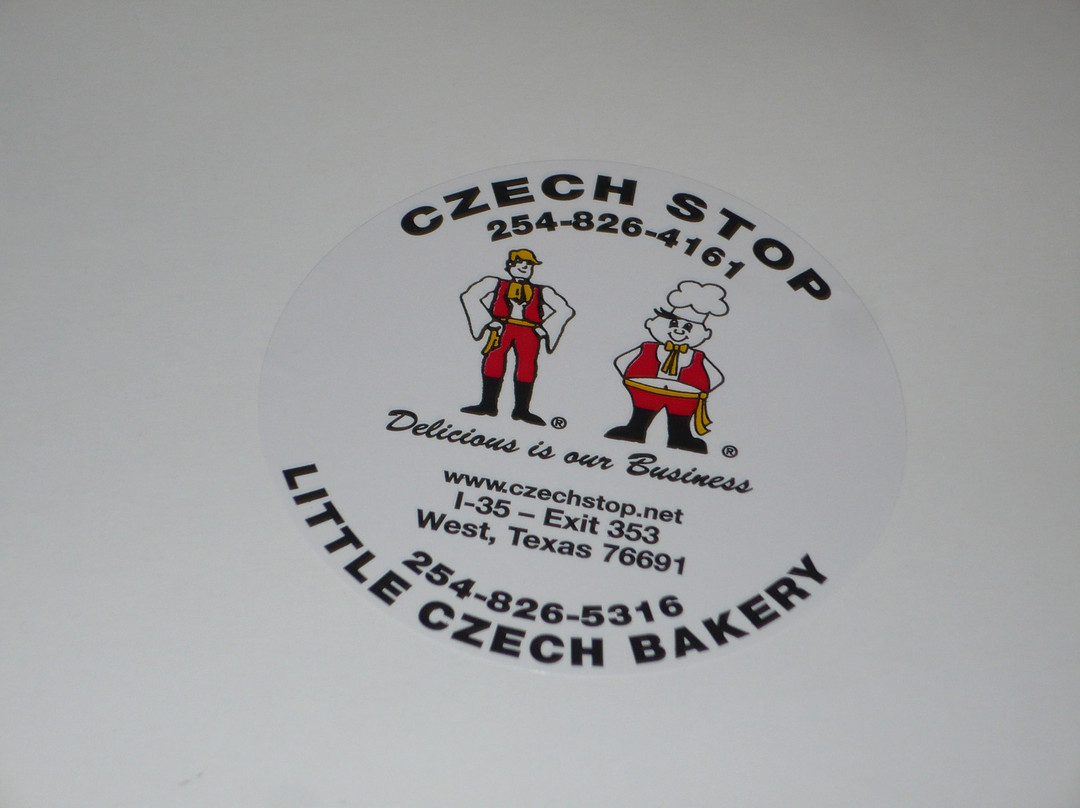 CZECH STOP
254-826-4161
® ®
Delicious is our Business
www.czechstop.net
I-35 – Exit 353
West, Texas 76691
254-826-5316
LITTLE CZECH BAKERY